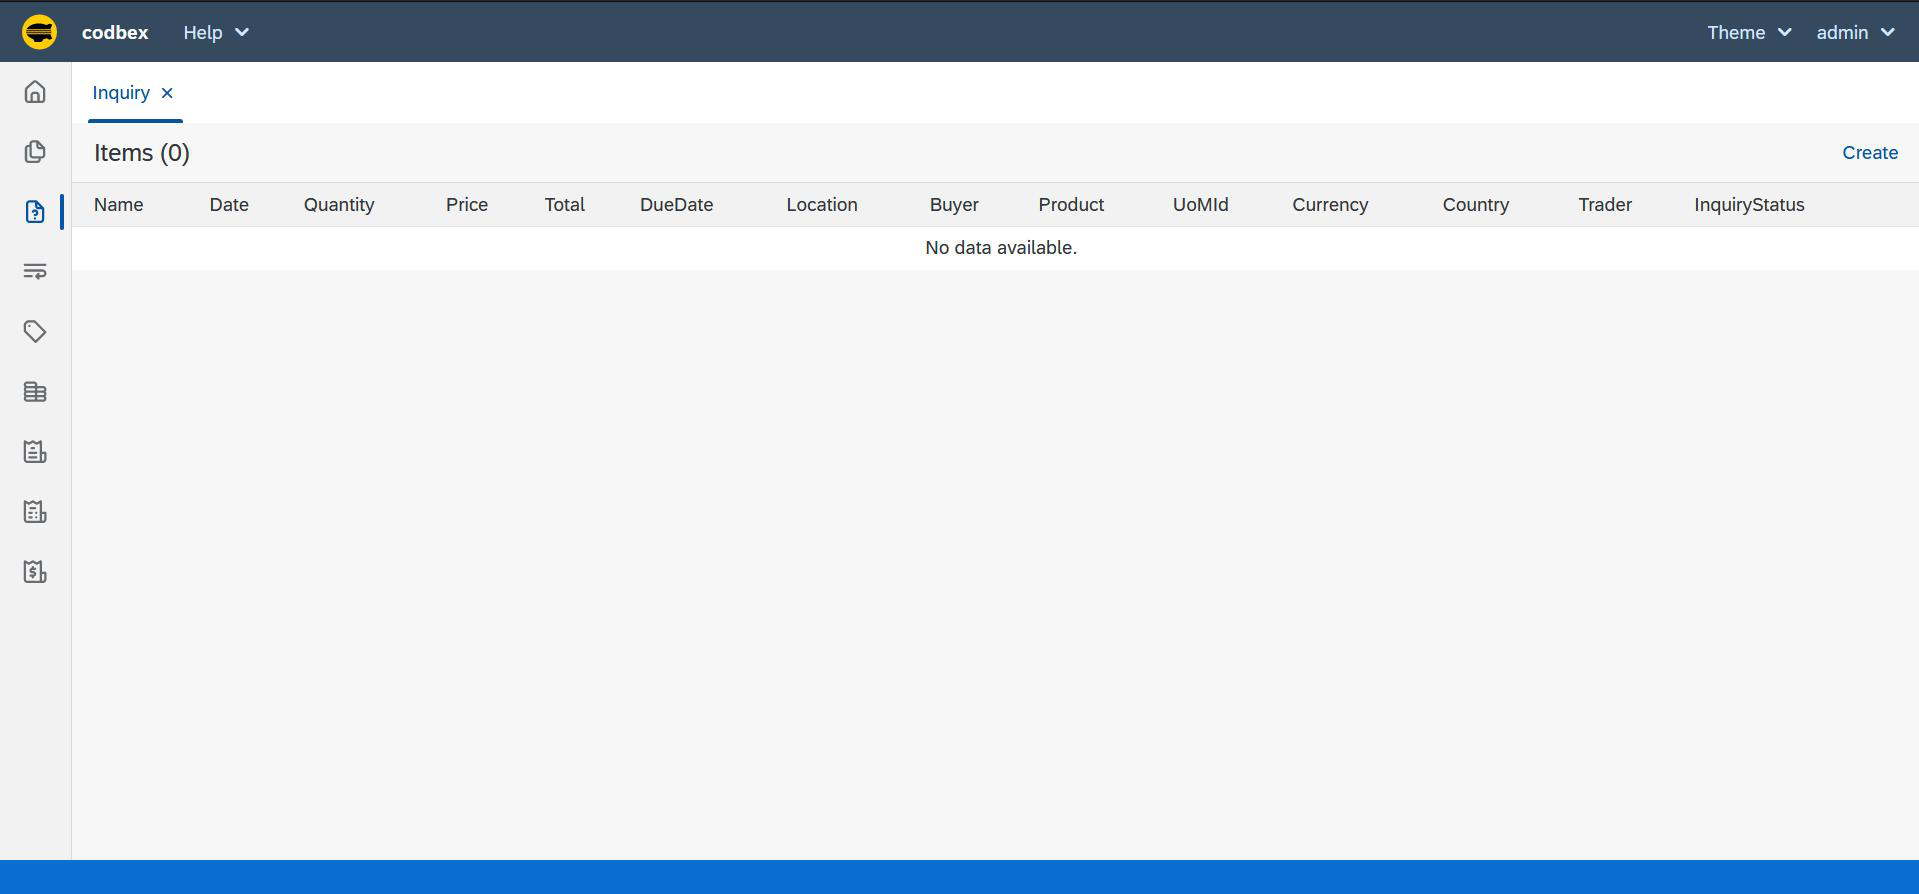 codbex Help Theme admin
Inquiry
Items (0) Create
Name Date Quantity Price Total DueDate Location Buyer Product UoMId Currency Country Trader InquiryStatus
No data available.